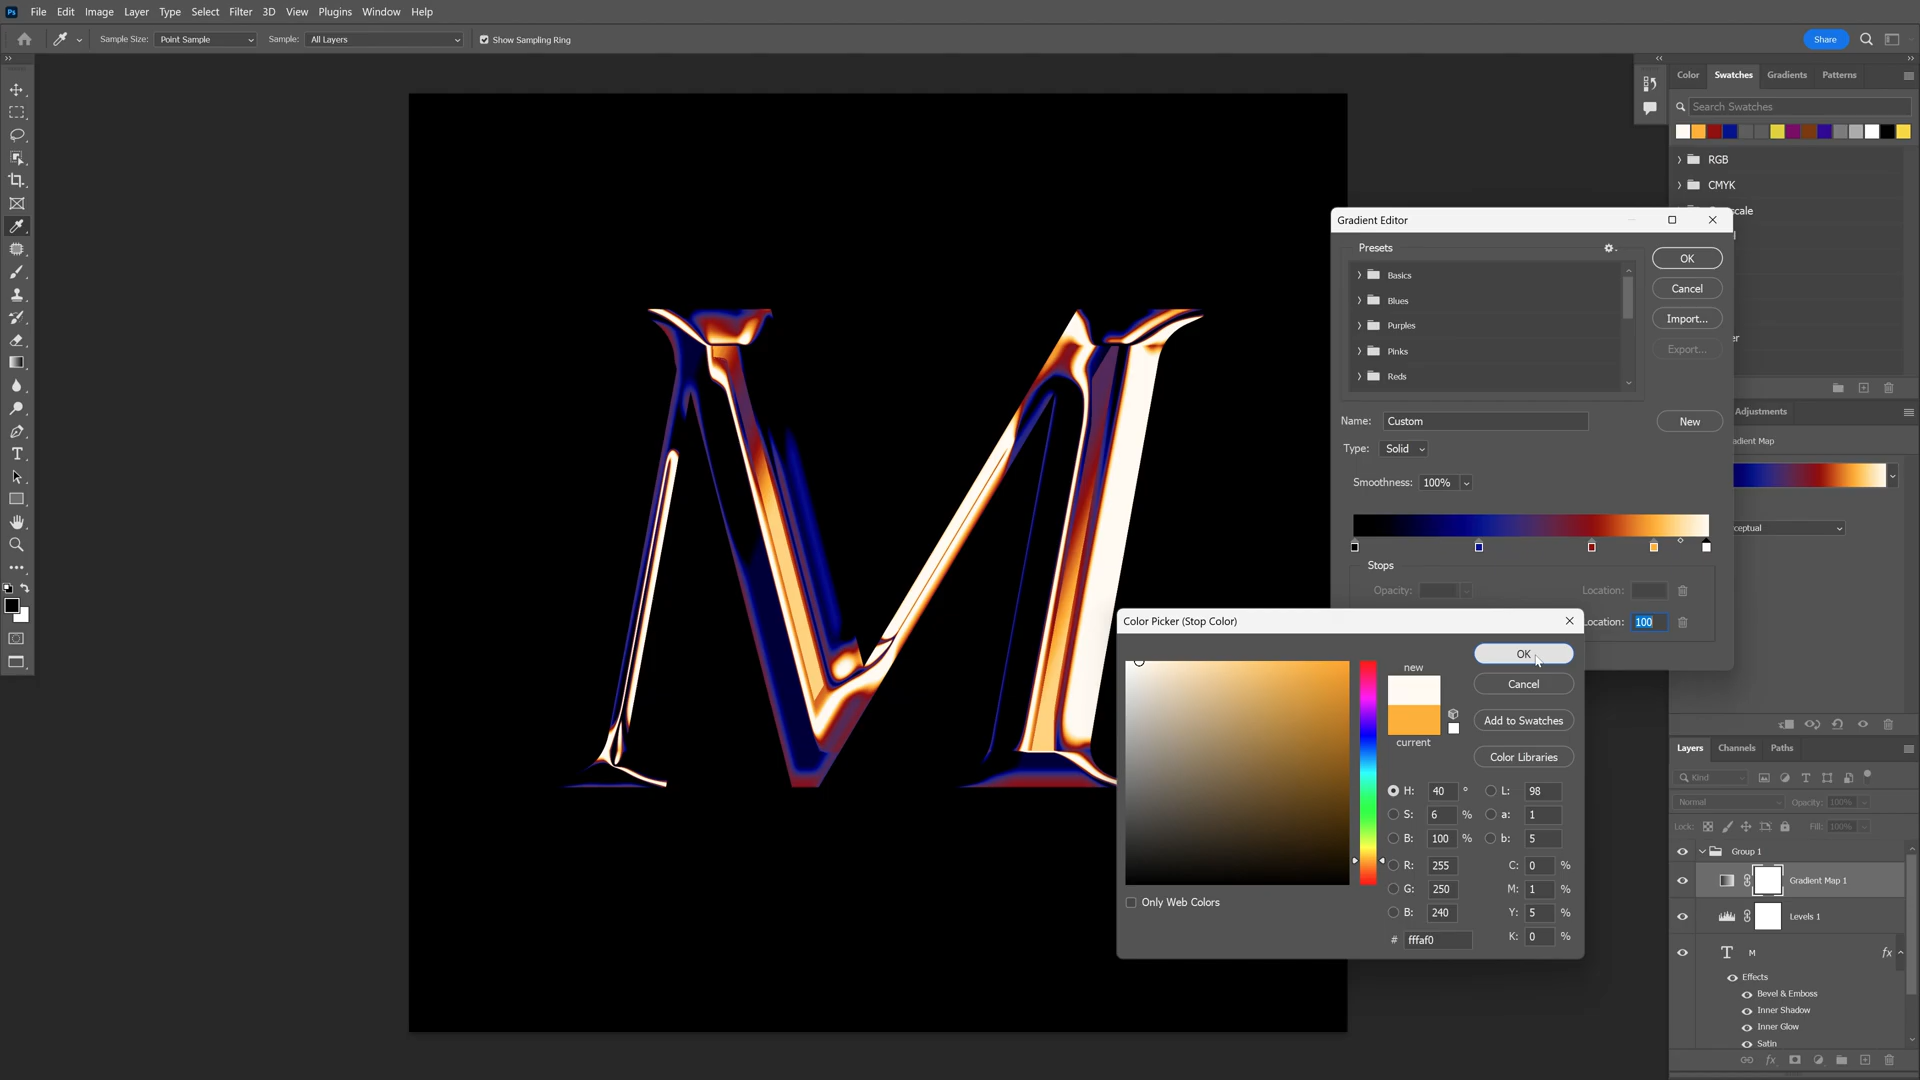 Ps File Edit Image Layer Type Select Filter 3D View Plugins Window Help
Sample Size: Point Sample Sample: All Layers Show Sampling Ring Share
Color Swatches Gradients Patterns
Search Swatches
RGB
CMYK
M
Gradient Editor
Presets
Basics
Blues
Purples
Pinks
Reds
OK
Cancel
Import...
Export...
Name: Custom New
Type: Solid
Smoothness: 100%
Stops
Opacity: Location:
Location: 100
Adjustments
Color Picker (Stop Color)
new
current
OK
Cancel
Add to Swatches
Color Libraries
H: 40 ° L: 98
S: 6 % a: 1
B: 100 % b: 5
R: 255 C: 0 %
G: 250 M: 1 %
B: 240 Y: 5 %
# fffaf0 K: 0 %
Only Web Colors
Layers Channels Paths
Kind
Normal Opacity: 100%
Lock: Fill: 100%
Group 1
Gradient Map 1
Levels 1
T M fx
Effects
Bevel & Emboss
Inner Shadow
Inner Glow
Satin
fx